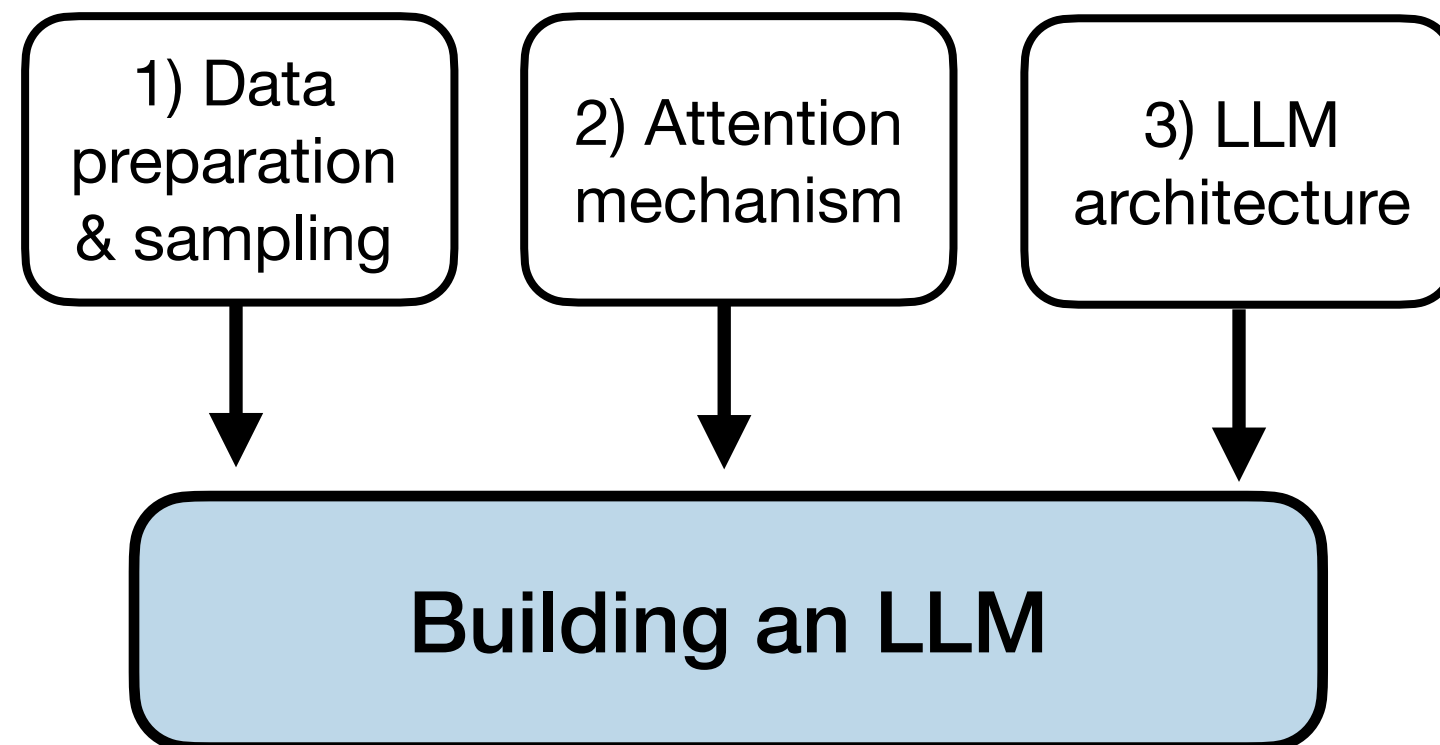 1) Data
preparation
& sampling
2) Attention
mechanism
3) LLM
architecture
Building an LLM